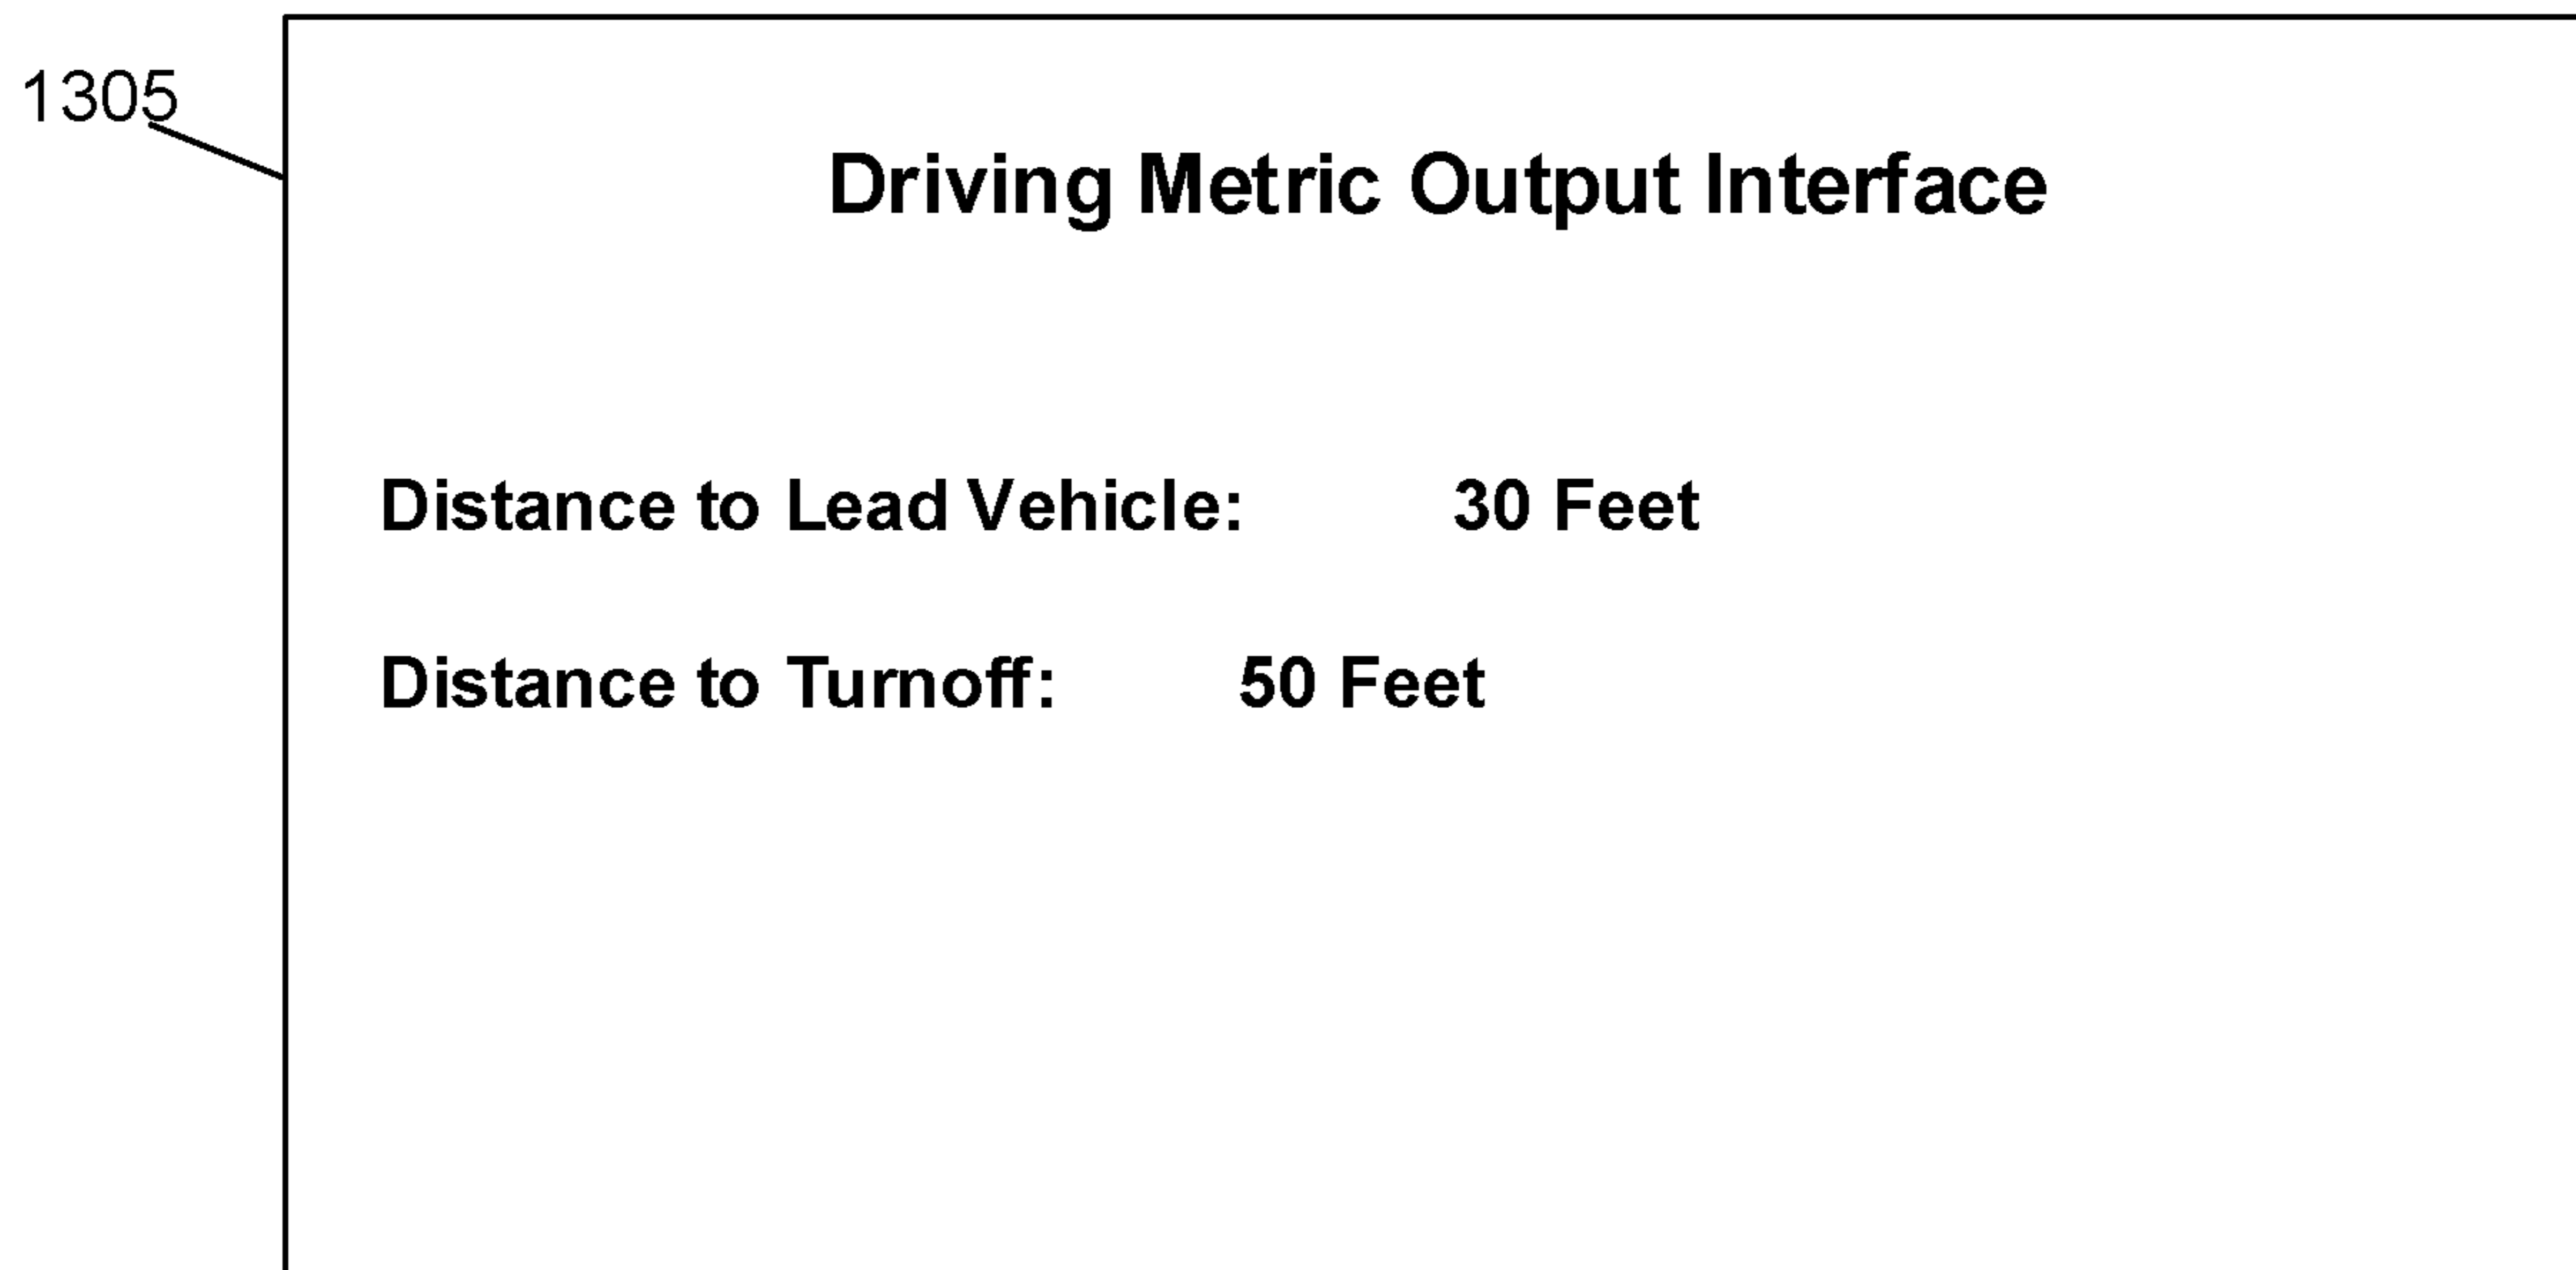 1305
Driving Metric Output Interface
Distance to Lead Vehicle: 30 Feet
Distance to Turnoff: 50 Feet